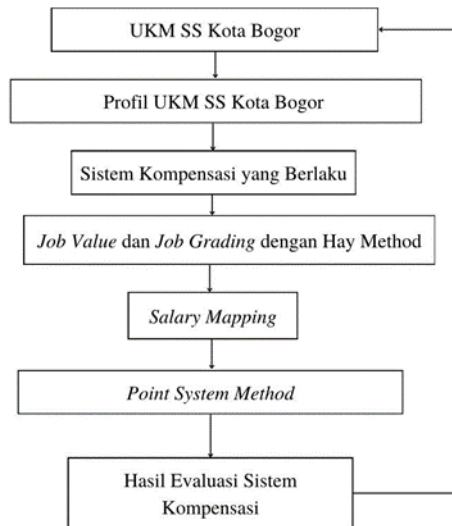 UKM SS Kota Bogor
Profil UKM SS Kota Bogor
Sistem Kompensasi yang Berlaku
Job Value dan Job Grading dengan Hay Method
Salary Mapping
Point System Method
Hasil Evaluasi Sistem
Kompensasi